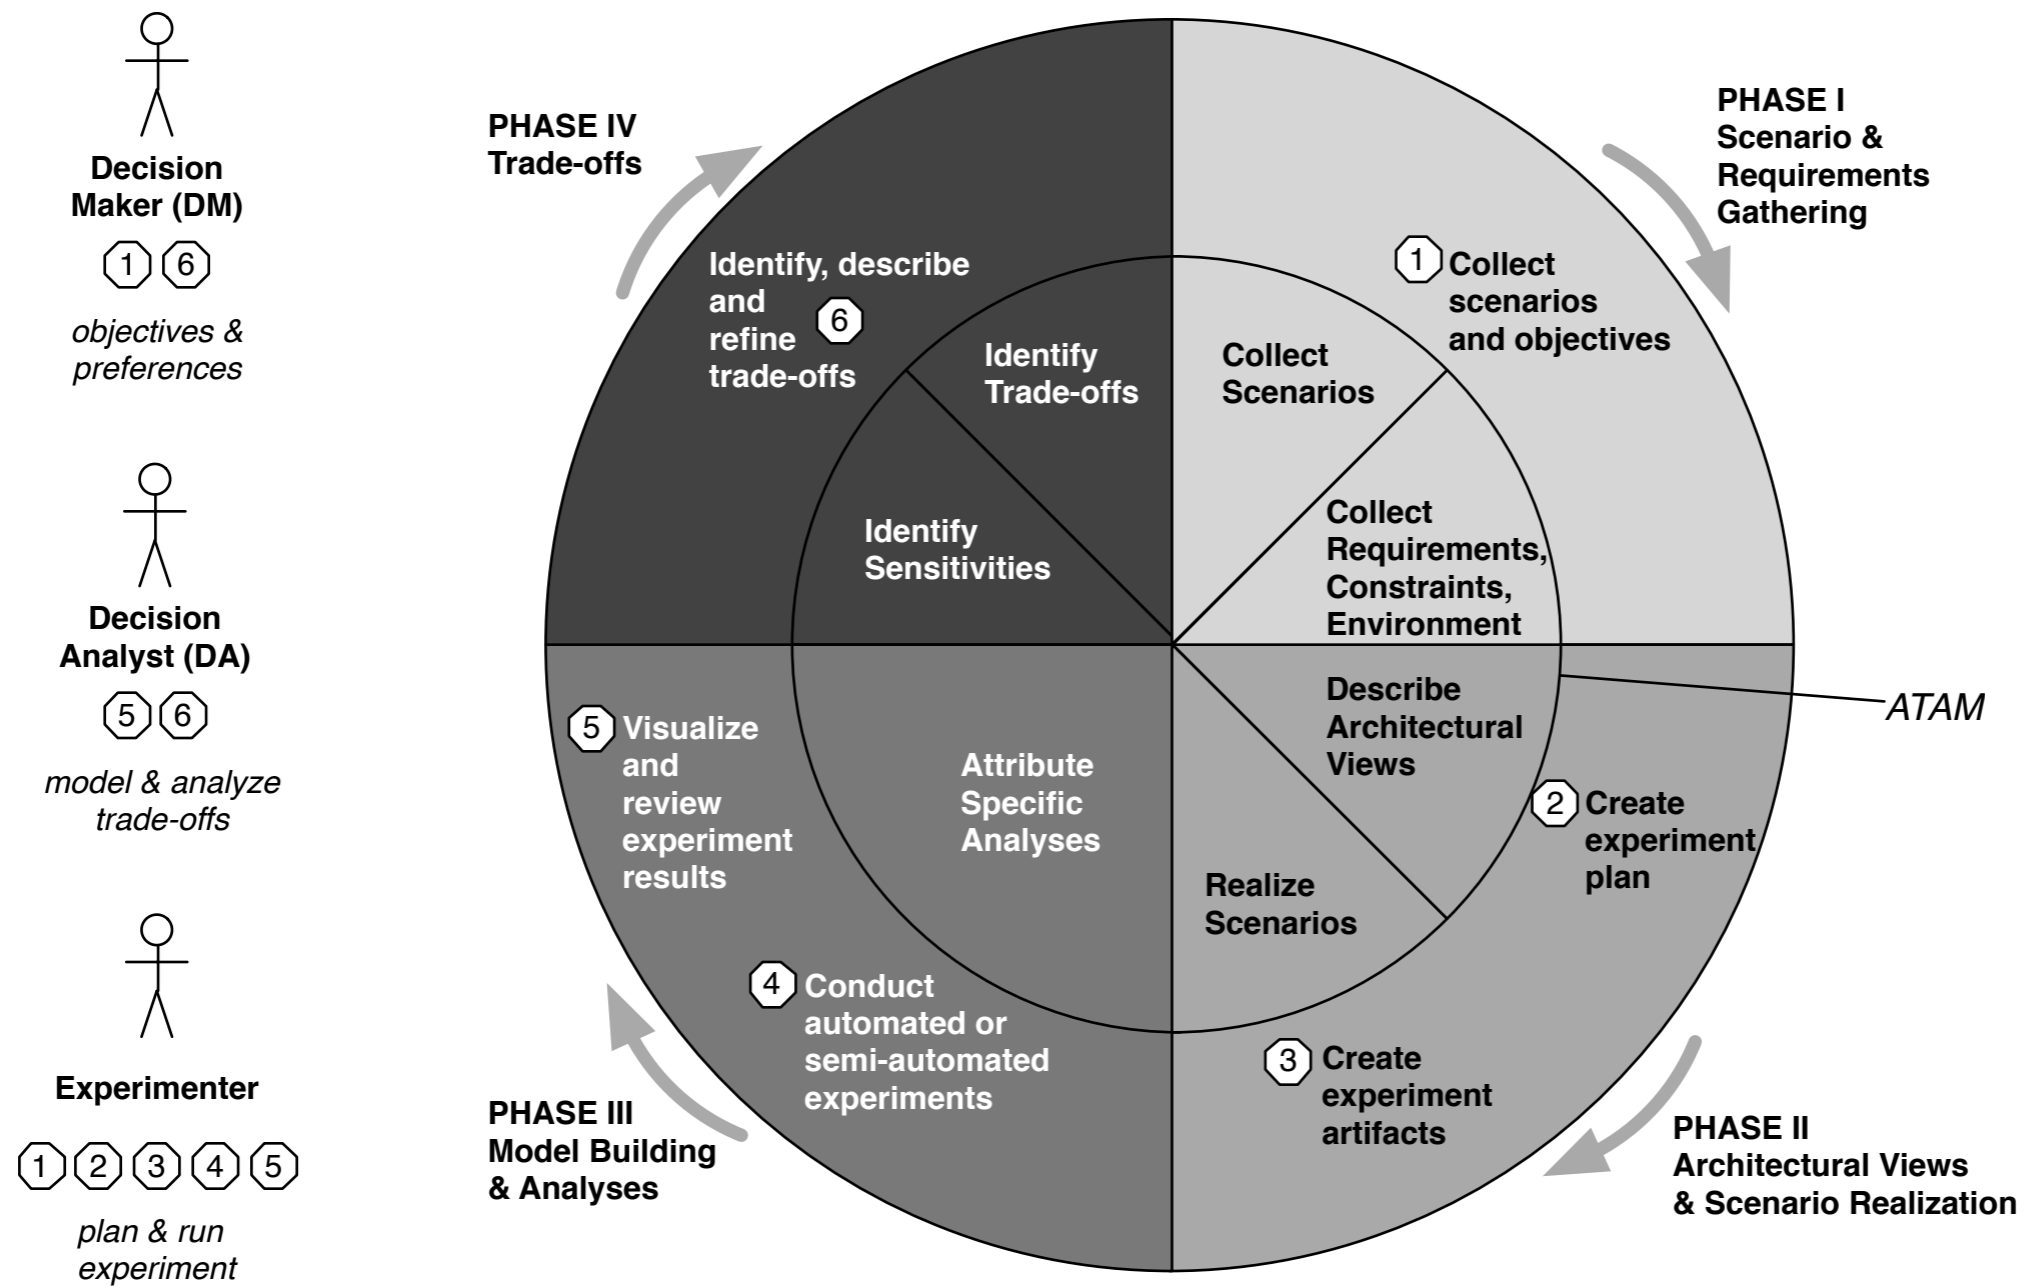 Decision
Maker (DM)
1 6
objectives &
preferences
Decision
Analyst (DA)
5 6
model & analyze
trade-offs
Experimenter
1 2 3 4 5
plan & run
experiment
PHASE IV
Trade-offs
PHASE I
Scenario &
Requirements
Gathering
Identify, describe
and
refine
trade-offs
6
1
Collect
scenarios
and objectives
Identify
Trade-offs
Collect
Scenarios
Identify
Sensitivities
Collect
Requirements,
Constraints,
Environment
Describe
Architectural
Views
ATAM
5
Visualize
and
review
experiment
results
Attribute
Specific
Analyses
2
Create
experiment
plan
Realize
Scenarios
4
Conduct
automated or
semi-automated
experiments
3
Create
experiment
artifacts
PHASE III
Model Building
& Analyses
PHASE II
Architectural Views
& Scenario Realization